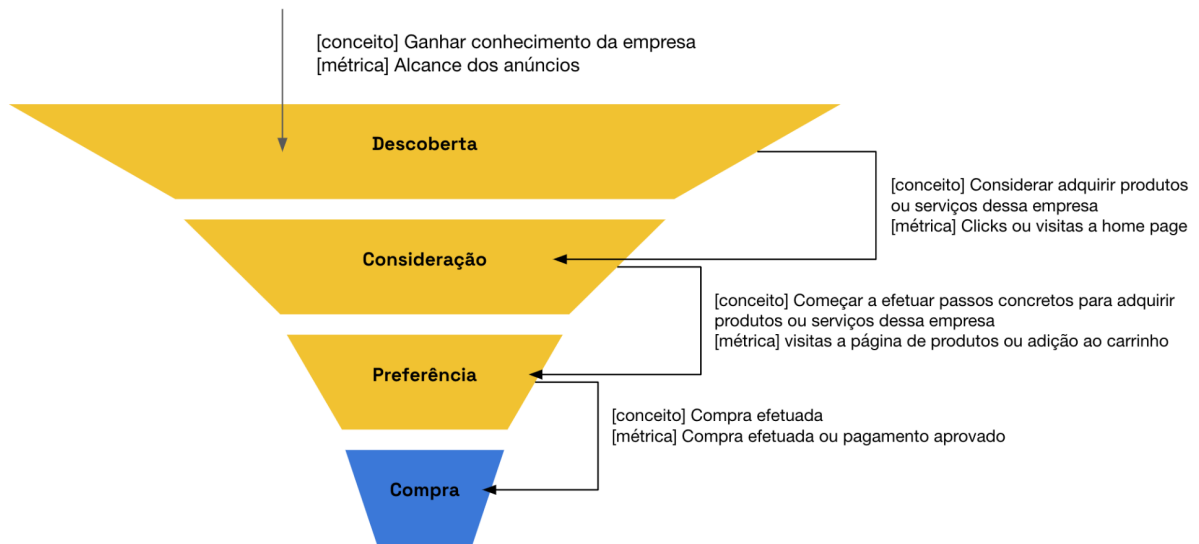 [conceito] Ganhar conhecimento da empresa
[métrica] Alcance dos anúncios
Descoberta
[conceito] Considerar adquirir produtos
ou serviços dessa empresa
[métrica] Clicks ou visitas a home page
Consideração
[conceito] Começar a efetuar passos concretos para adquirir
produtos ou serviços dessa empresa
[métrica] visitas a página de produtos ou adição ao carrinho
Preferência
[conceito] Compra efetuada
[métrica] Compra efetuada ou pagamento aprovado
Compra